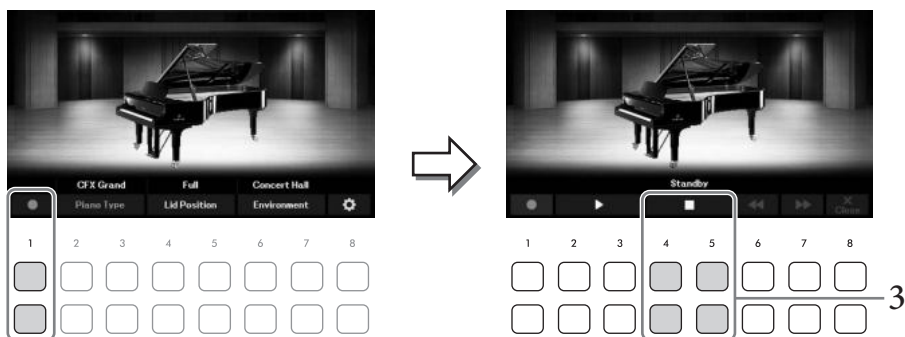 CFX Grand Full Concert Hall
Piano Type Lid Position Environment
1 2 3 4 5 6 7 8
Standby
Close
1 2 3 4 5 6 7 8
3